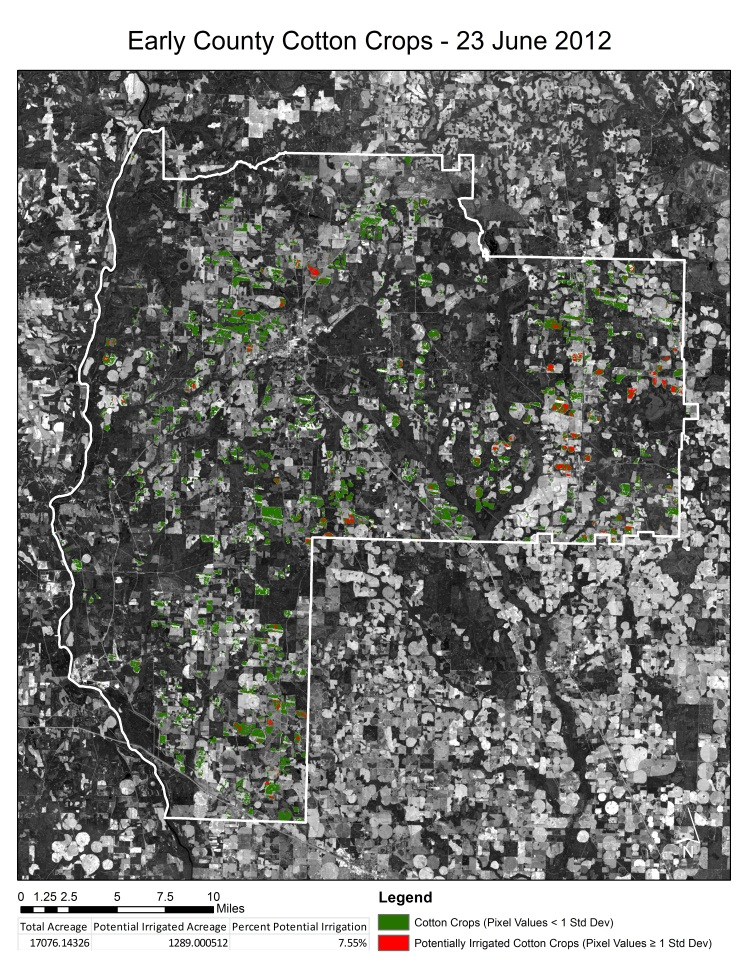 Early County Cotton Crops - 23 June 2012
N
0 1.25 2.5 5 7.5 10
Miles
Total Acreage Potential Irrigated Acreage Percent Potential Irrigation
17076.14326 1289.000512 7.55%
Legend
Cotton Crops (Pixel Values < 1 Std Dev)
Potentially Irrigated Cotton Crops (Pixel Values ≥ 1 Std Dev)